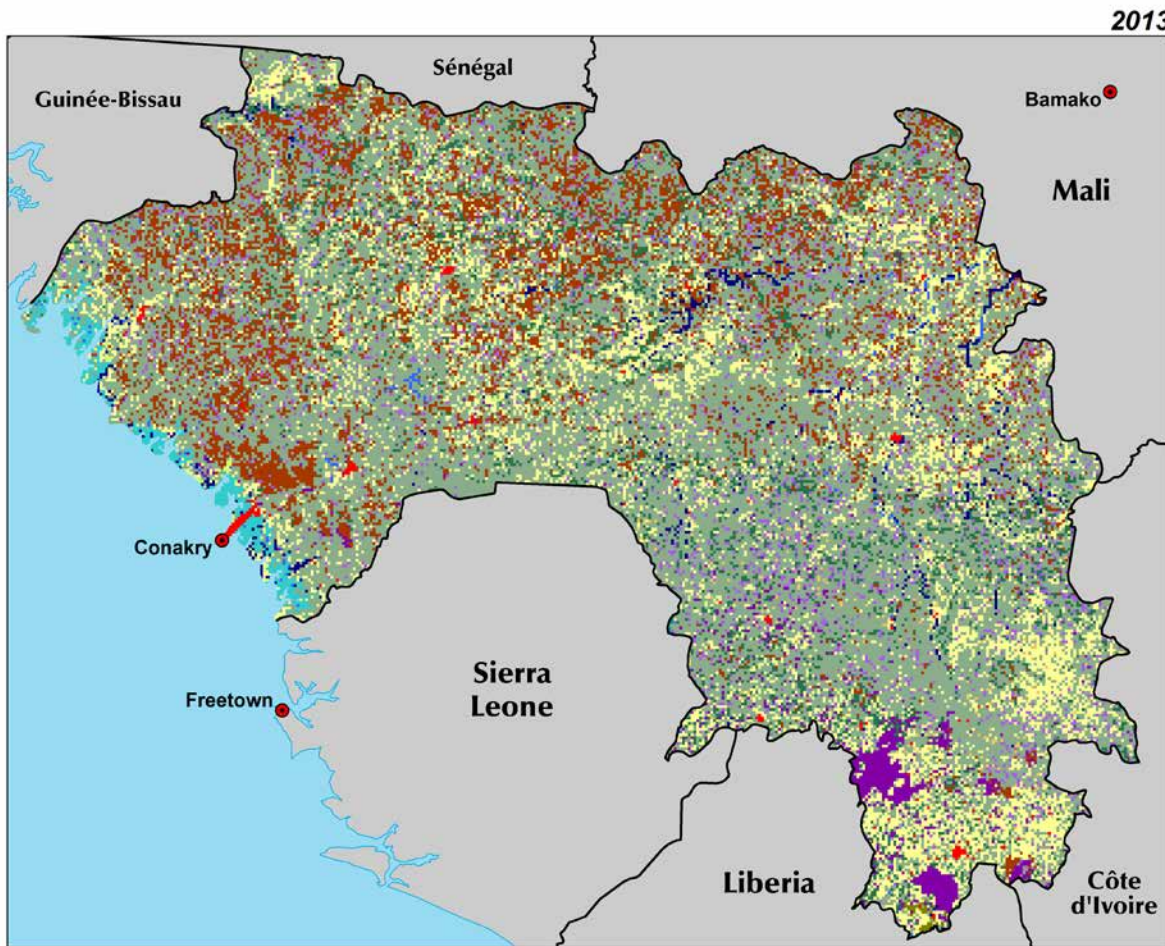 2013
Sénégal
Guinée-Bissau
Bamako
Mali
Conakry
Sierra
Leone
Freetown
Liberia
Côte
d'Ivoire